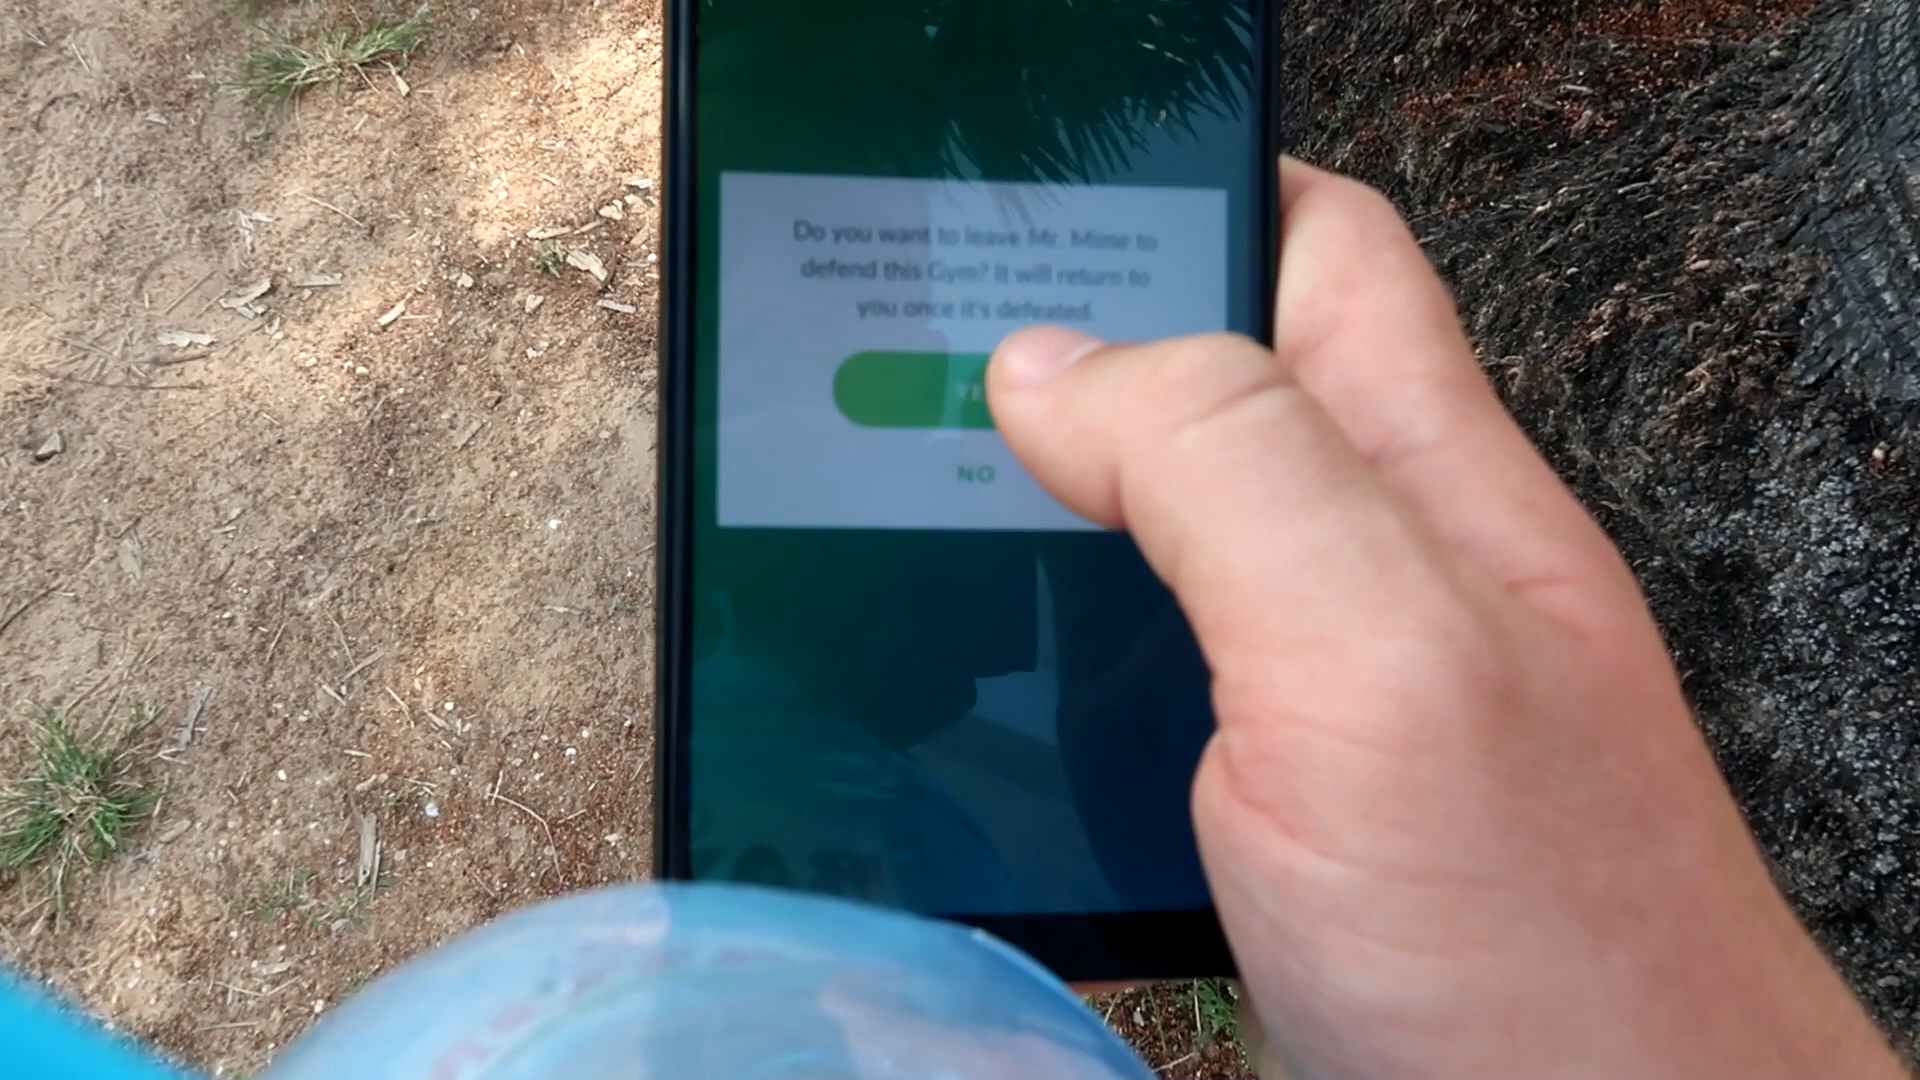 Do you want to leave Mr. Mime to
defend this Gym? It will return to
you once it's defeated.
YE
NO